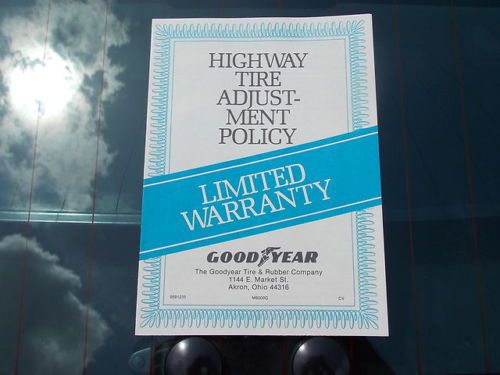 HIGHWAY
TIRE
ADJUST-
MENT
POLICY
LIMITED
WARRANTY
GOODYEAR
The Goodyear Tire & Rubber Company
1144 E. Market St.
Akron, Ohio 44316
CV